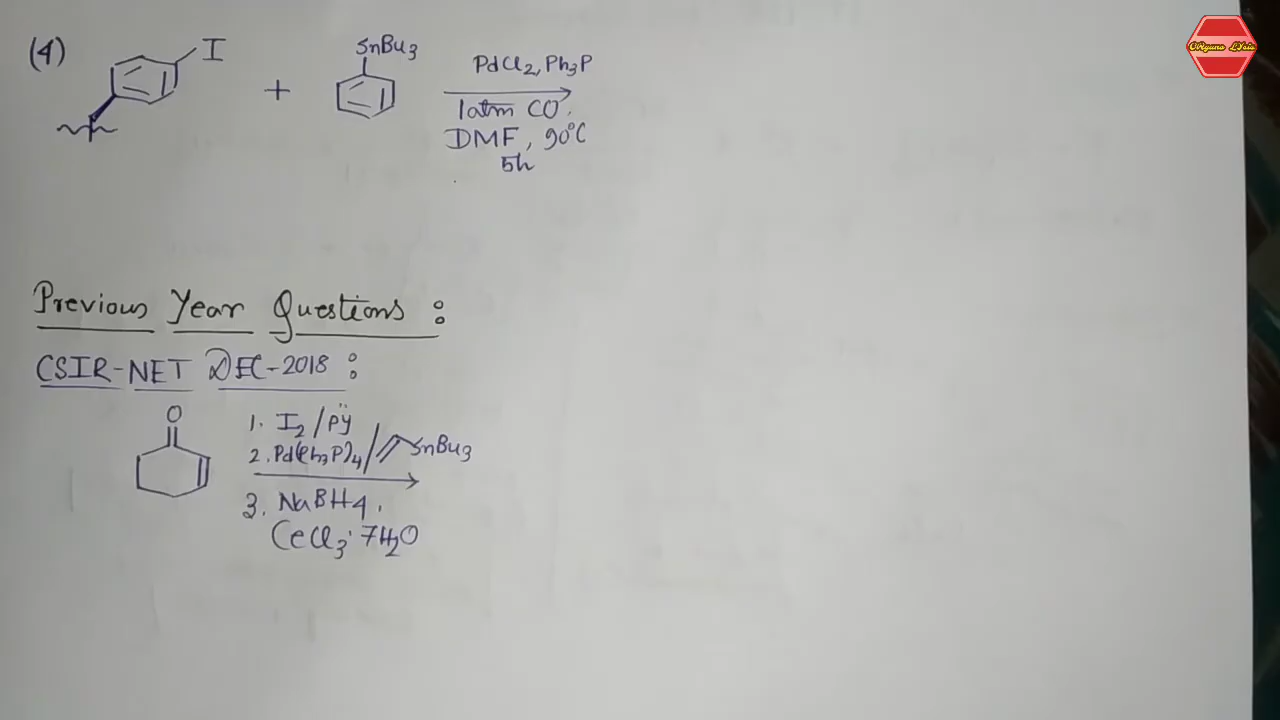 (4)
I
SnBu3
+
PdCl2, Ph3P
1atm CO
DMF, 90°C
5h
Previous Year Questions :
CSIR-NET DEC-2018 :
O
1. I2/Py
2. Pd(Ph3P)4/ SnBu3
3. NaBH4,
CeCl3·7H2O